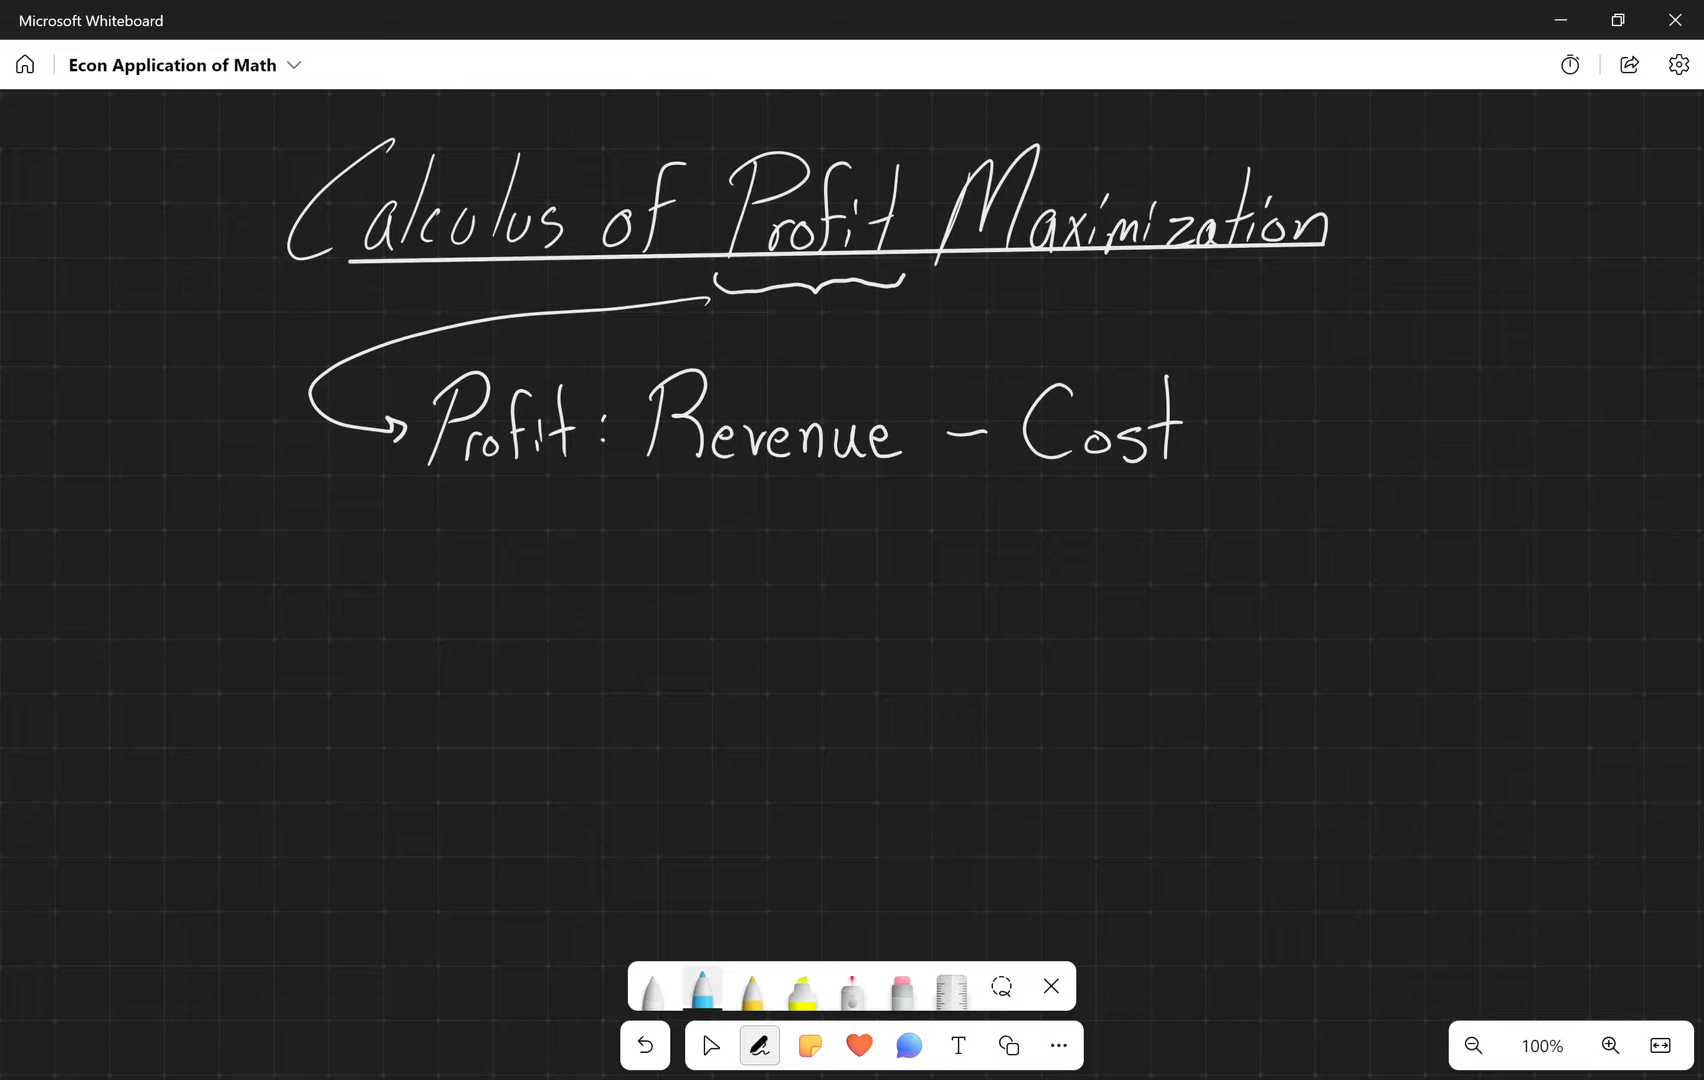 Microsoft Whiteboard
Econ Application of Math
Calculus of Profit Maximization
Profit: Revenue - Cost
100%